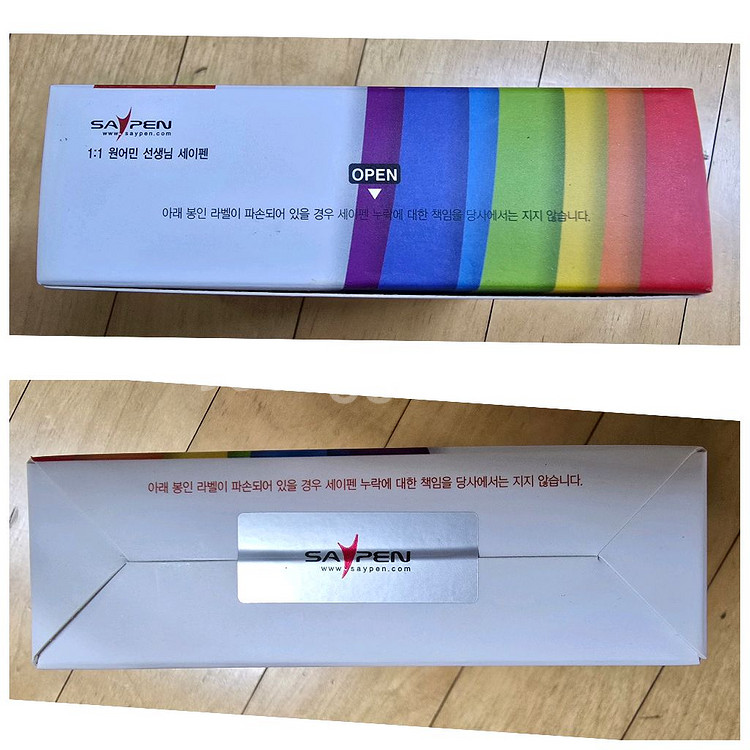 SAYPEN
www.saypen.com
1:1 원어민 선생님 세이펜
OPEN
아래 봉인 라벨이 파손되어 있을 경우 세이펜 누락에 대한 책임을 당사에서는 지지 않습니다.
아래 봉인 라벨이 파손되어 있을 경우 세이펜 누락에 대한 책임을 당사에서는 지지 않습니다.
SAYPEN
www.saypen.com